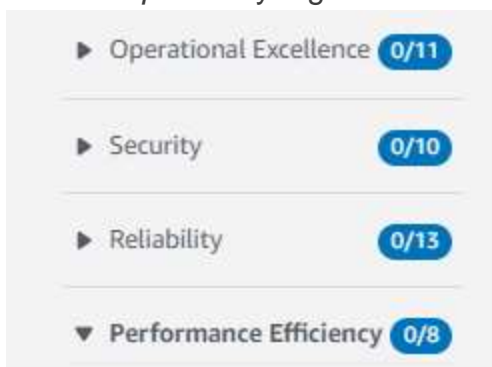 Operational Excellence 0/11
Security 0/10
Reliability 0/13
Performance Efficiency 0/8